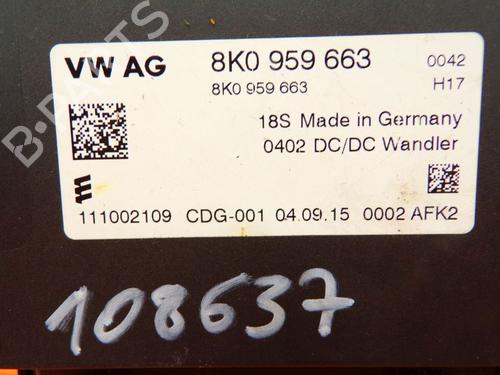 VW AG 8K0 959 663 0042
8K0 959 663 H17
18S Made in Germany
0402 DC/DC Wandler
111002109 CDG-001 04.09.15 0002 AFK2
108637
B-PARTS